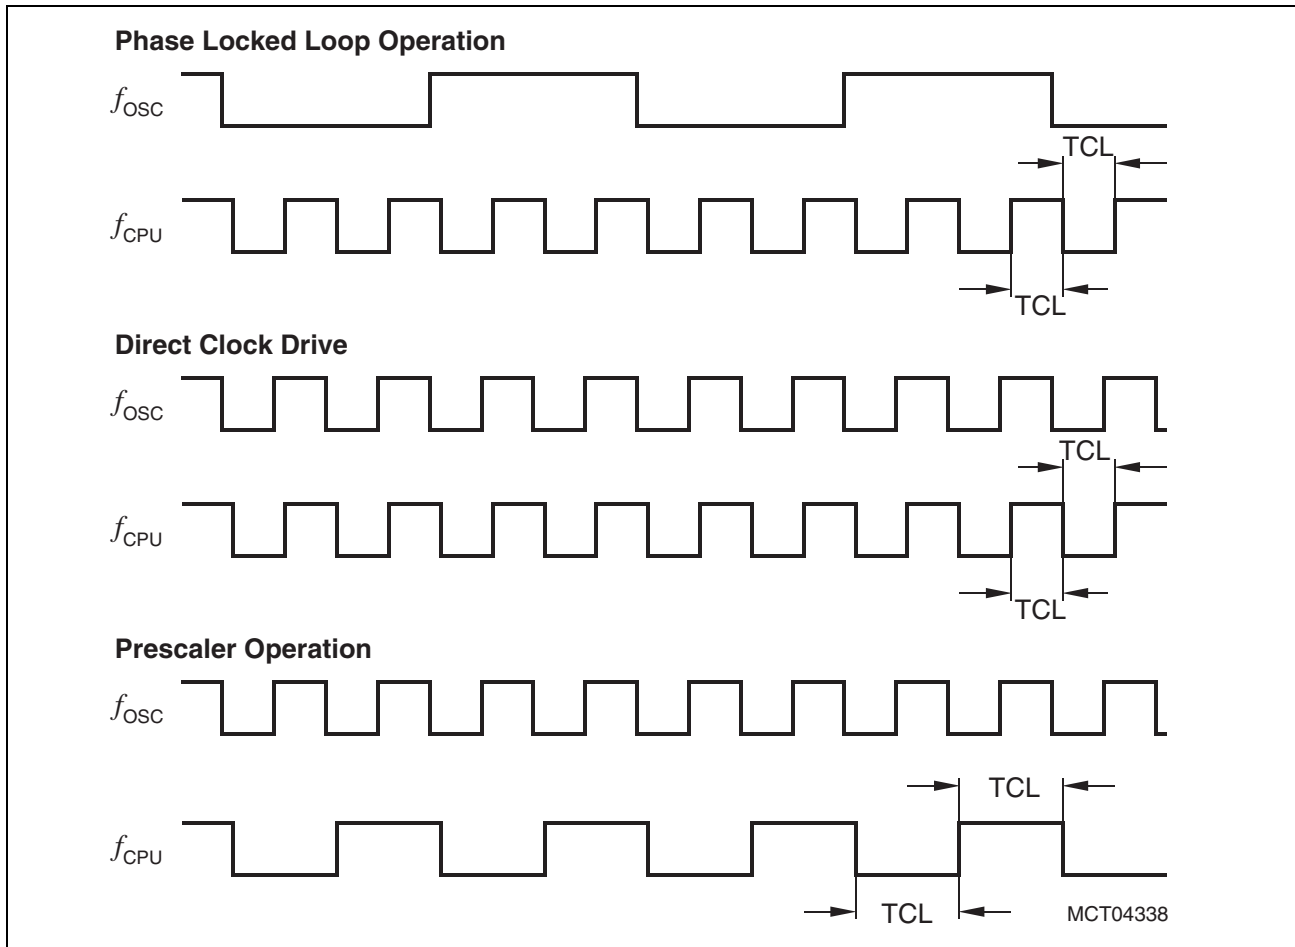 Phase Locked Loop Operation
fOSC
TCL
fCPU
TCL
Direct Clock Drive
fOSC
TCL
fCPU
TCL
Prescaler Operation
fOSC
TCL
fCPU
TCL
MCT04338